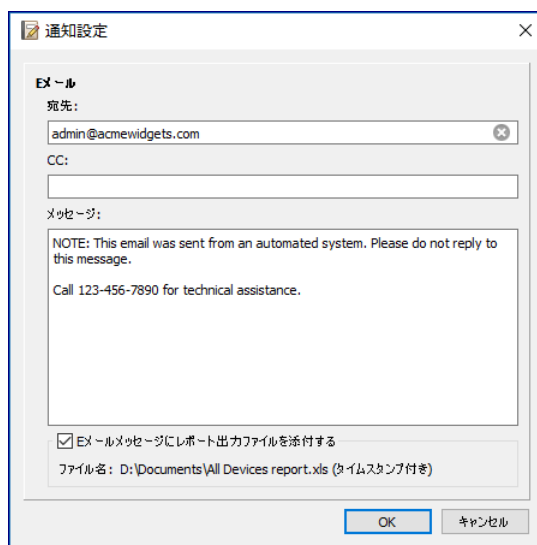 通知設定
Eメール
宛先:
admin@acmewidgets.com
CC:
メッセージ:
NOTE: This email was sent from an automated system. Please do not reply to
this message.
Call 123-456-7890 for technical assistance.
Eメールメッセージにレポート出力ファイルを添付する
ファイル名: D:\Documents\All Devices report.xls (タイムスタンプ付き)
OK
キャンセル